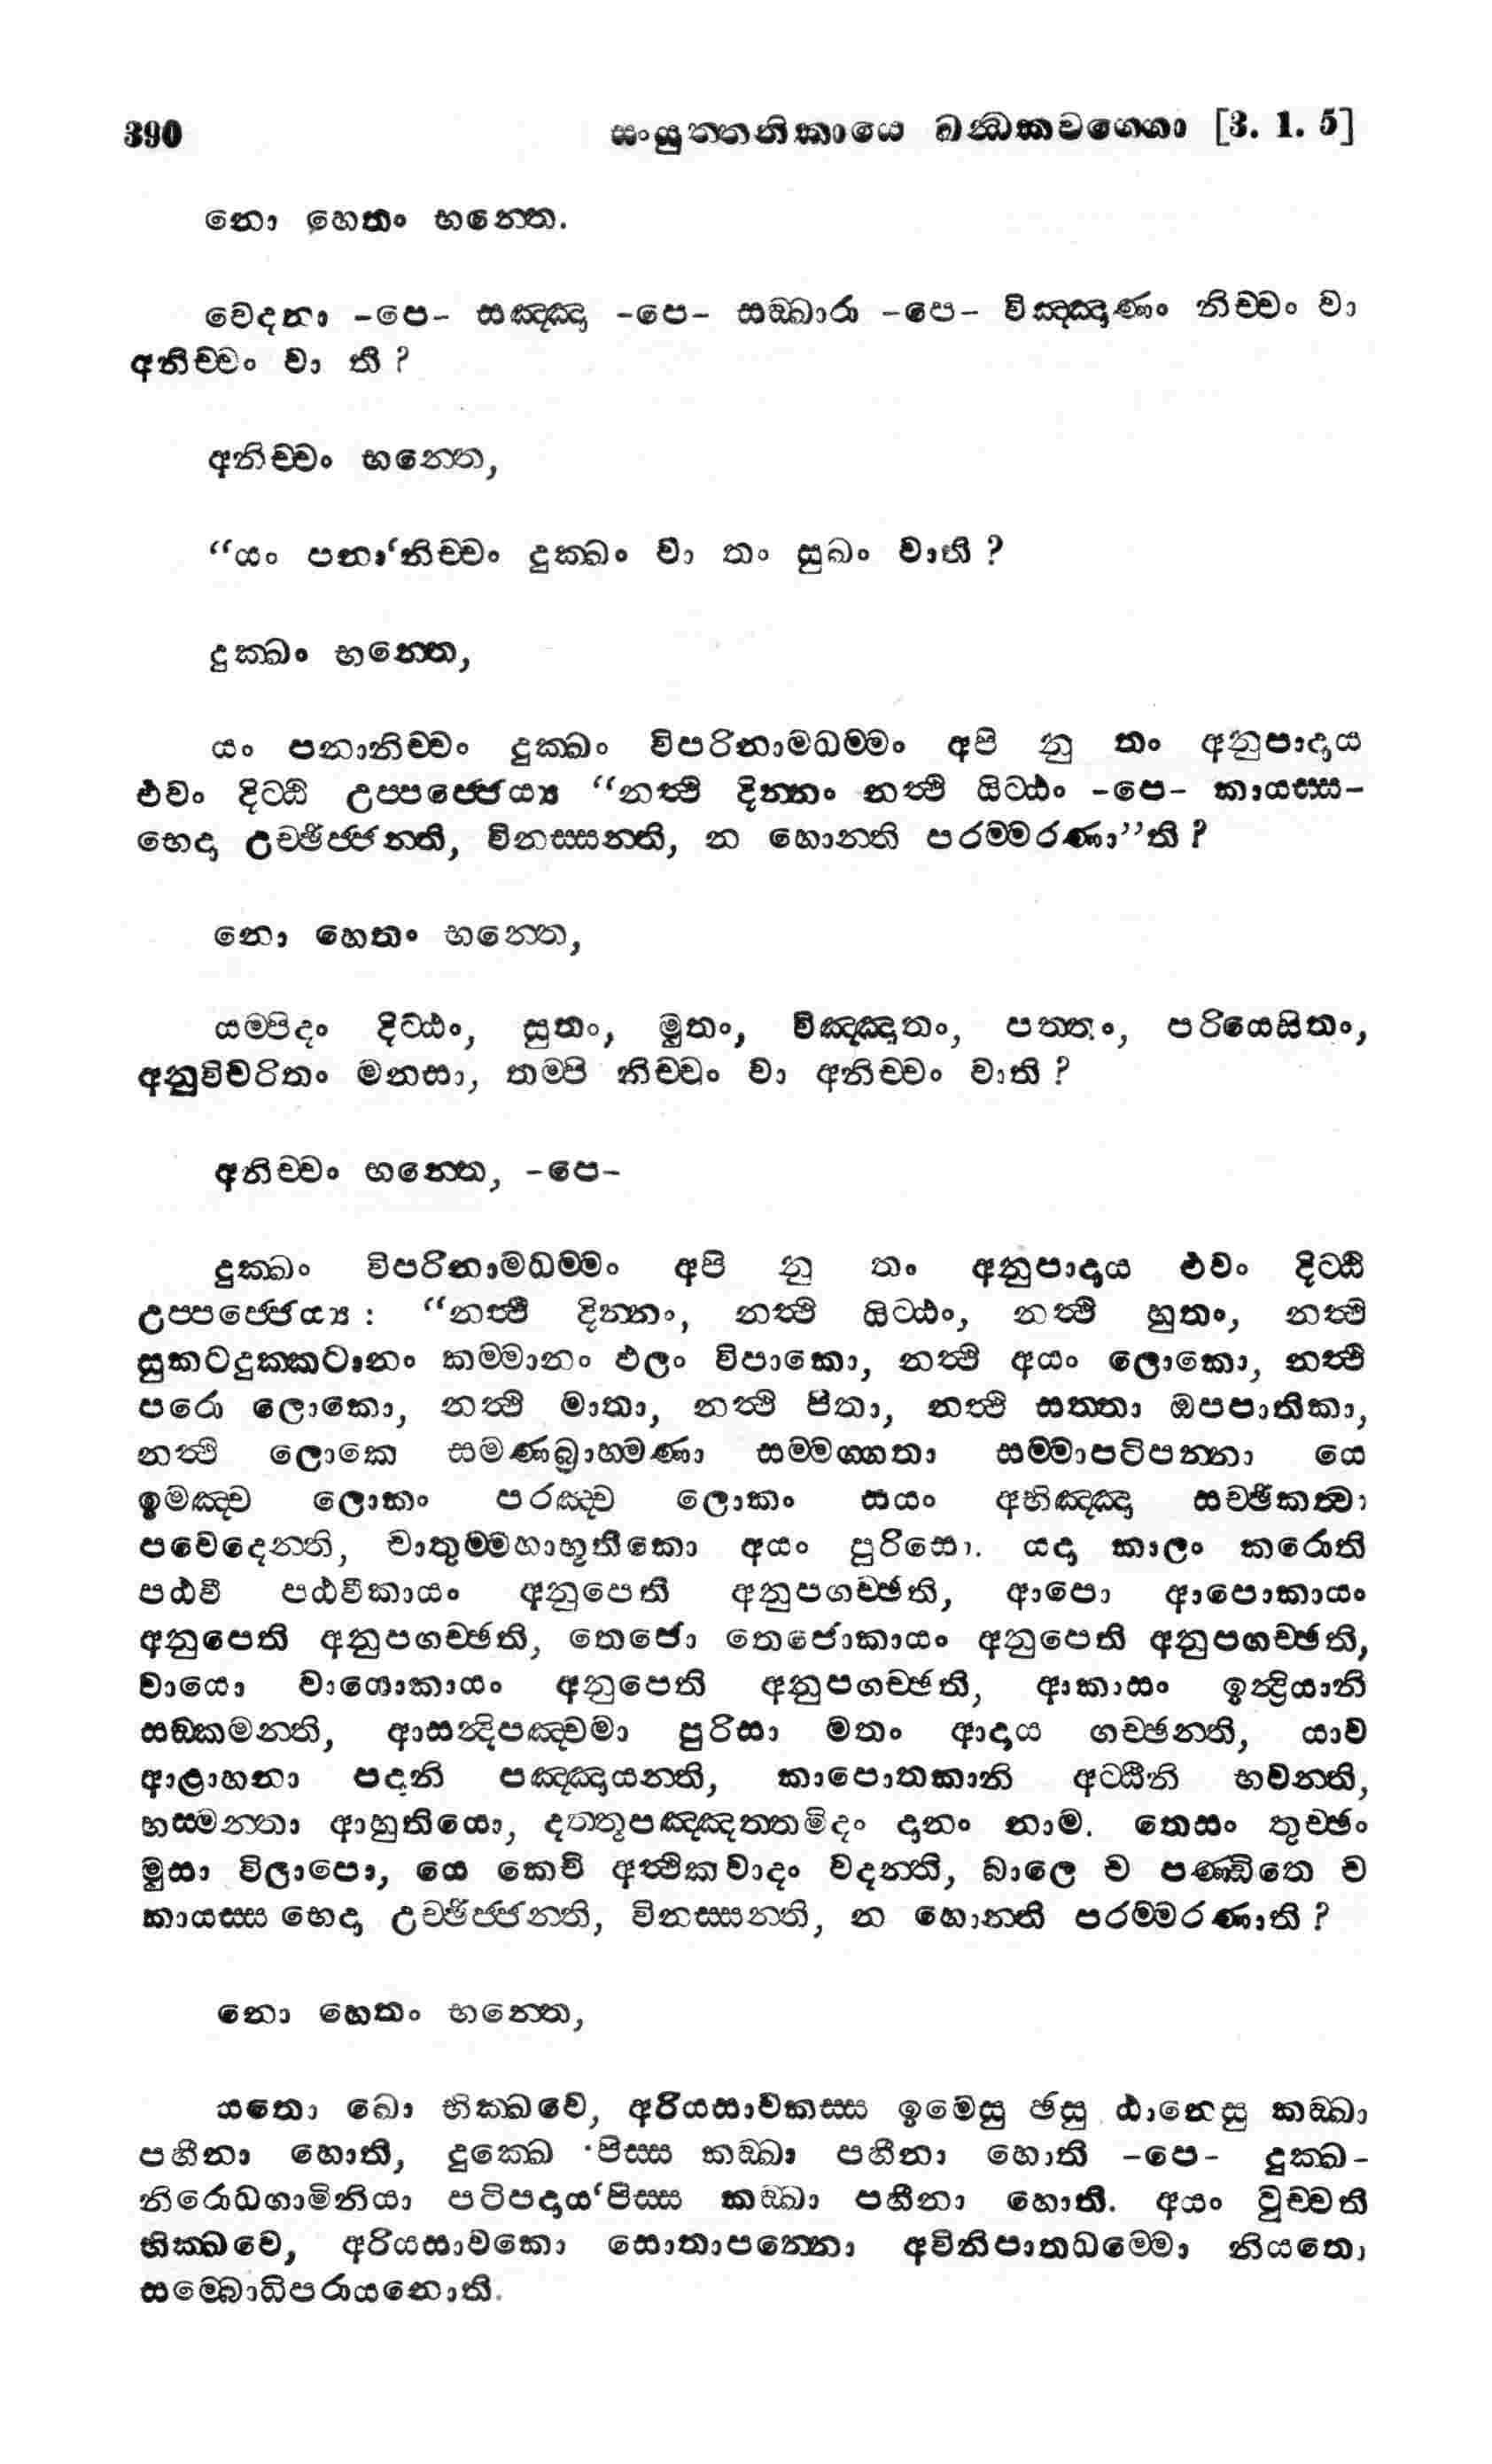 390 සංයුත්තනිකායෙ ඛන්ධකවග්ගො [3. 1. 5]
නො හෙතං භන්තෙ.
වේදනා -පෙ- සඤ්ඤා -පෙ- සඞ්ඛාරා -පෙ- විඤ්ඤාණං නිච්චං වා
අනිච්චං වා ති ?
අනිච්චං භන්තෙ,
“යං පනා‘නිච්චං දුක්ඛං වා තං සුඛං වාති ?
දුක්ඛං භන්තෙ,
යං පනානිච්චං දුක්ඛං විපරිනාමධම්මං අපි නු තං අනුපාදාය
එවං දිට්ඨි උප්පජ්ජෙය්‍ය “නත්‍ථි දින්නං නත්‍ථි යිට්ඨං -පෙ- කායස්ස-
භෙදා උච්ඡිජ්ජන්ති, විනස්සන්ති, න හොන්ති පරම්මරණා”ති ?
නො හෙතං භන්තෙ,
යම්පිදං දිට්ඨං, සුතං, මුතං, විඤ්ඤාතං, පත්තං, පරියෙසිතං,
අනුවිචරිතං මනසා, තම්පි නිච්චං වා අනිච්චං වාති ?
අනිච්චං භන්තෙ, -පෙ-
දුක්ඛං විපරිනාමධම්මං අපි නු තං අනුපාදාය එවං දිට්ඨි
උප්පජ්ජෙය්‍ය : “නත්‍ථි දින්නං, නත්‍ථි යිට්ඨං, නත්‍ථි හුතං, නත්‍ථි
සුකටදුක්කටානං කම්මානං ඵලං විපාකො, නත්‍ථි අයං ලොකො, නත්‍ථි
පරො ලොකො, නත්‍ථි මාතා, නත්‍ථි පිතා, නත්‍ථි සත්තා ඔපපාතිකා,
නත්‍ථි ලොකෙ සමණබ්‍රාහ්මණා සම්මග්ගතා සම්මාපටිපන්නා යෙ
ඉමඤ්ච ලොකං පරඤ්ච ලොකං සයං අභිඤ්ඤා සච්ඡිකත්‍වා
පවෙදෙන්ති, චාතුම්මහාභූතිකො අයං පුරිසො. යදා කාලං කරොති
පඨවී පඨවිකායං අනුපෙති අනුපගච්ඡති, ආපො ආපොකායං
අනුපෙති අනුපගච්ඡති, තෙජො තෙජොකායං අනුපෙති අනුපගච්ඡති,
වායො වායොකායං අනුපෙති අනුපගච්ඡති, ආකාසං ඉන්ද්‍රියානි
සඞ්කමන්ති, ආසන්දිපඤ්චමා පුරිසා මතං ආදාය ගච්ඡන්ති, යාව
ආළාහනා පදානි පඤ්ඤායන්ති, කාපොතකානි අට්ඨීනි භවන්ති,
භස්මන්තා ආහුතියො, දත්තූපඤ්ඤත්තමිදං දානං නාම. තෙසං තුච්ඡං
මුසා විලාපො, යෙ කෙචි අත්‍ථිකවාදං වදන්ති, බාලෙ ච පණ්ඩිතෙ ච
කායස්ස භෙදා උච්ඡිජ්ජන්ති, විනස්සන්ති, න හොන්ති පරම්මරණාති ?
නො හෙතං භන්තෙ,
යතො ඛො භික්ඛවෙ, අරියසාවකස්ස ඉමෙසු ඡසු ඨානෙසු කඞ්ඛා
පහීනා හොති, දුක්ඛෙ ‘පිස්ස කඞ්ඛා පහීනා හොති -පෙ- දුක්ඛ-
නිරොධගාමිනියා පටිපදාය‘පිස්ස කඞ්ඛා පහීනා හොති. අයං වුච්චති
භික්ඛවෙ, අරියසාවකො සොතාපන්නො අවිනිපාතධම්මො නියතො
සම්බොධිපරායනොති.